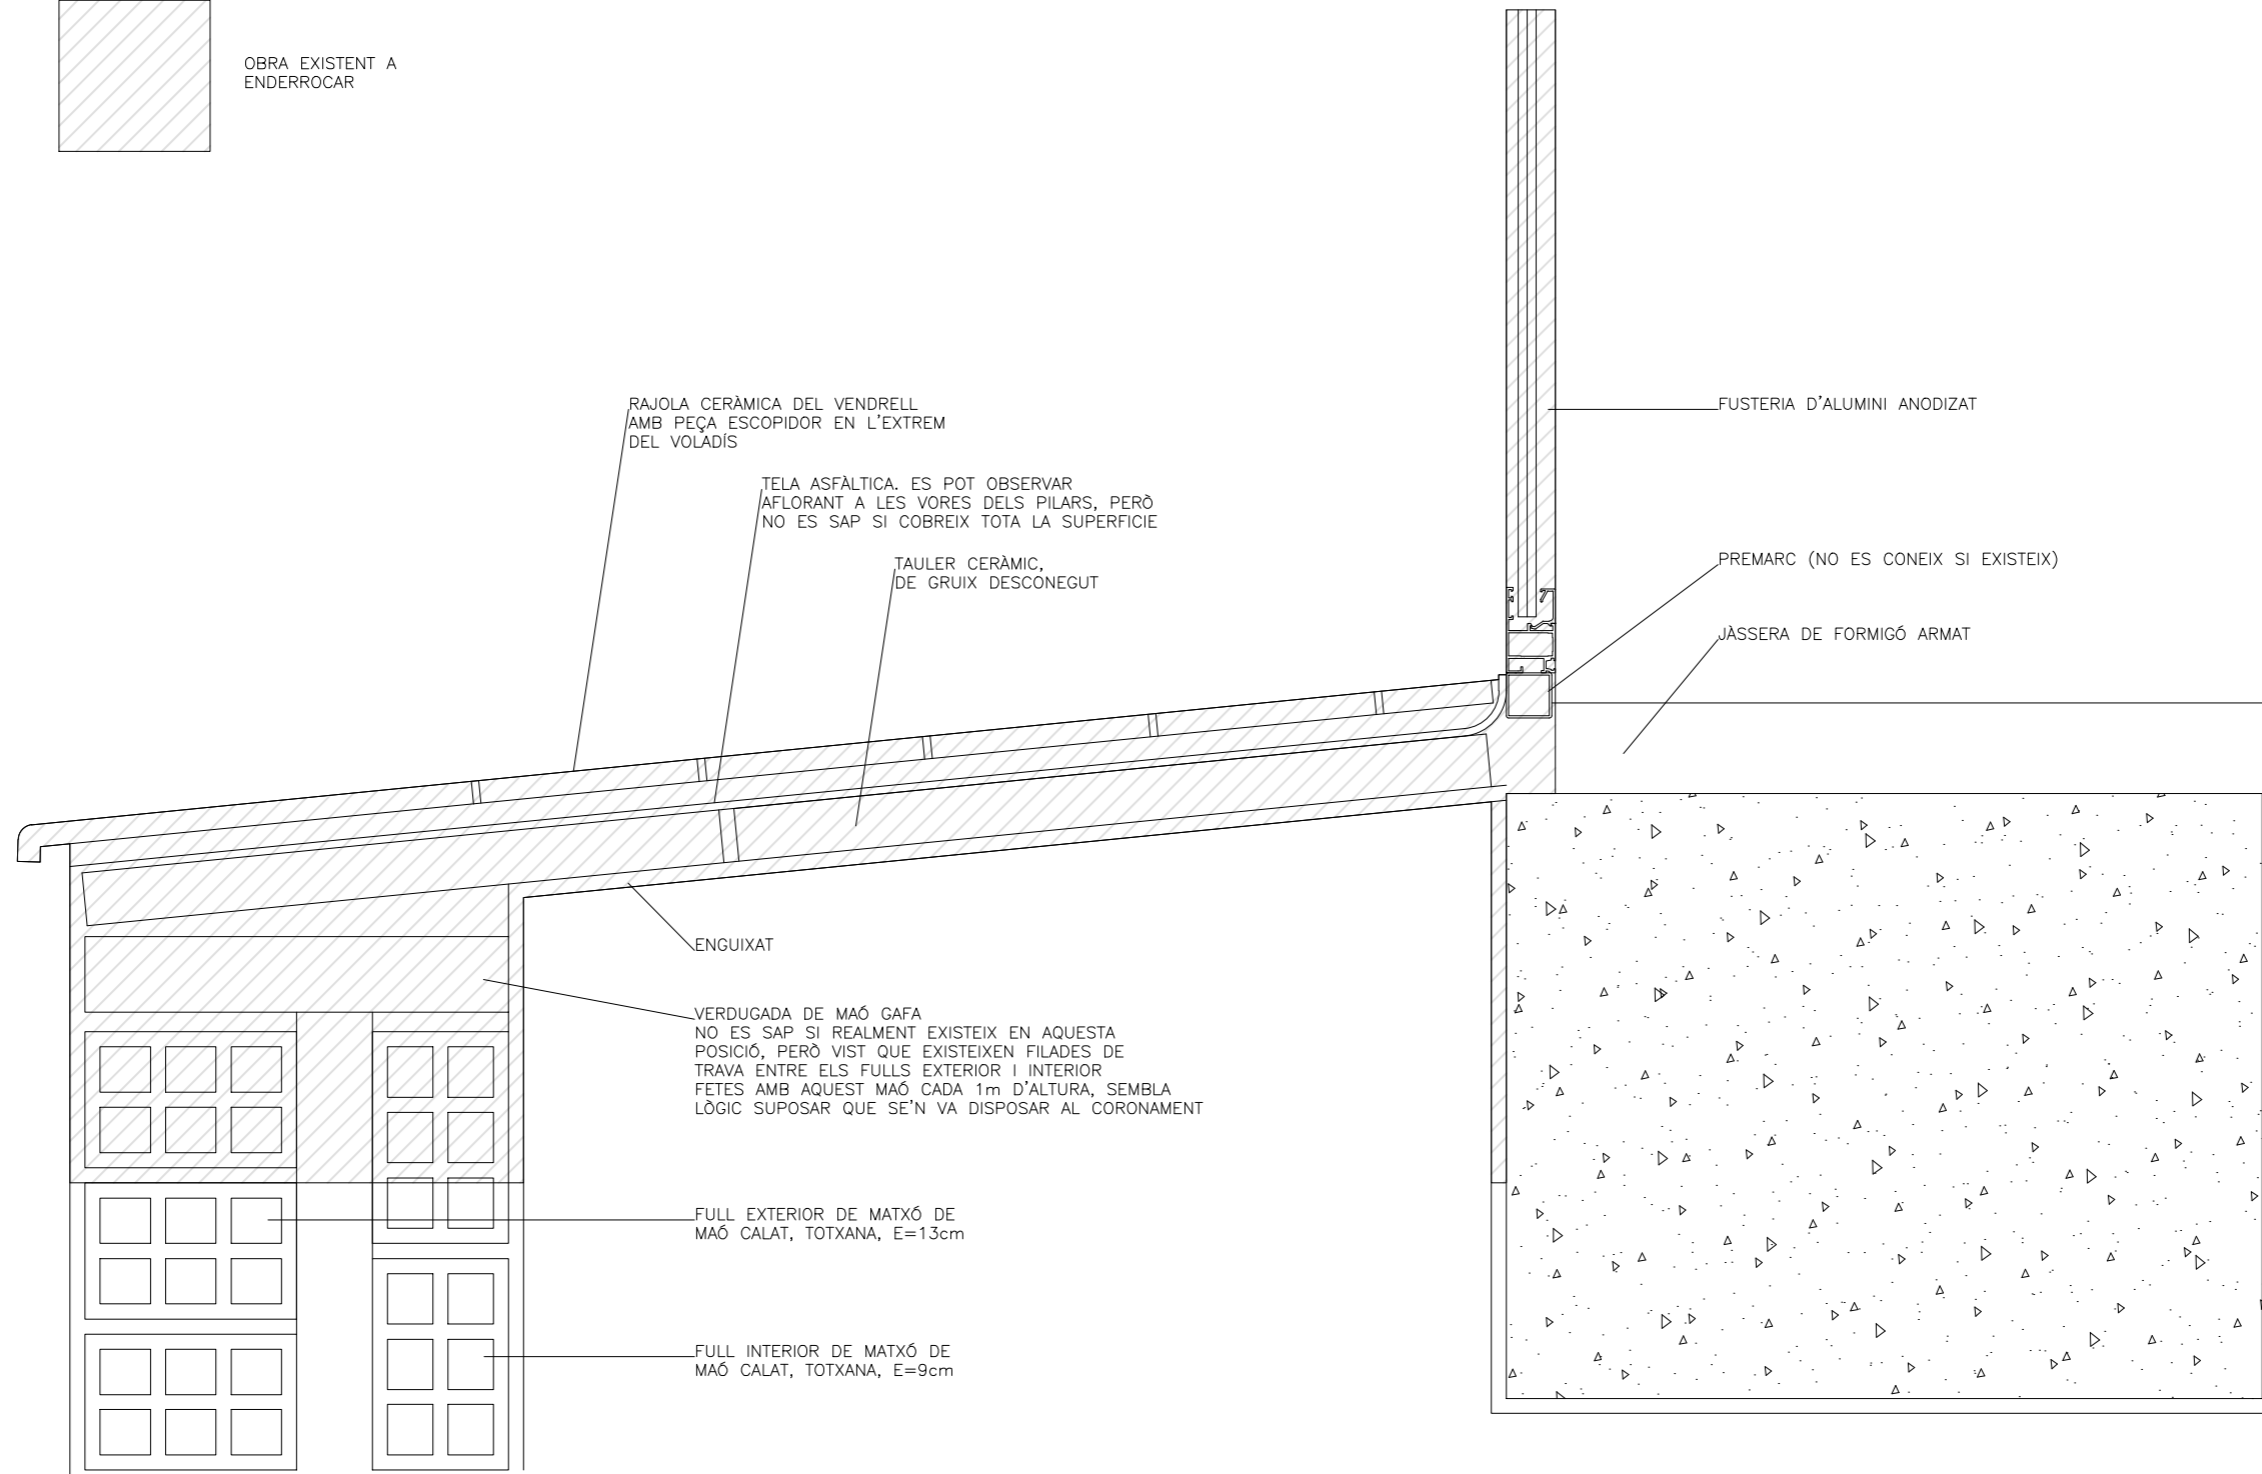 OBRA EXISTENT A
ENDERROCAR
RAJOLA CERÀMICA DEL VENDRELL
AMB PEÇA ESCOPIDOR EN L'EXTREM
DEL VOLADÍS
TELA ASFÀLTICA. ES POT OBSERVAR
AFLORANT A LES VORES DELS PILARS, PERÒ
NO ES SAP SI COBREIX TOTA LA SUPERFICIE
TAULER CERÀMIC,
DE GRUIX DESCONEGUT
FUSTERIA D'ALUMINI ANODIZAT
PREMARC (NO ES CONEIX SI EXISTEIX)
JÀSSERA DE FORMIGÓ ARMAT
ENGUIXAT
VERDUGADA DE MAÓ GAFA
NO ES SAP SI REALMENT EXISTEIX EN AQUESTA
POSICIÓ, PERÒ VIST QUE EXISTEIXEN FILADES DE
TRAVA ENTRE ELS FULLS EXTERIOR I INTERIOR
FETES AMB AQUEST MAÓ CADA 1m D'ALTURA, SEMBLA
LÒGIC SUPOSAR QUE SE'N VA DISPOSAR AL CORONAMENT
FULL EXTERIOR DE MATXÓ DE
MAÓ CALAT, TOTXANA, E=13cm
FULL INTERIOR DE MATXÓ DE
MAÓ CALAT, TOTXANA, E=9cm